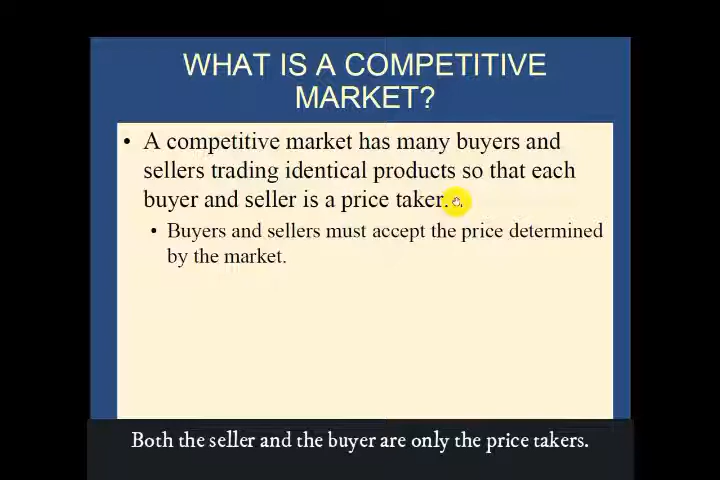 WHAT IS A COMPETITIVE
MARKET?
• A competitive market has many buyers and
sellers trading identical products so that each
buyer and seller is a price taker.
• Buyers and sellers must accept the price determined
by the market.
Both the seller and the buyer are only the price takers.